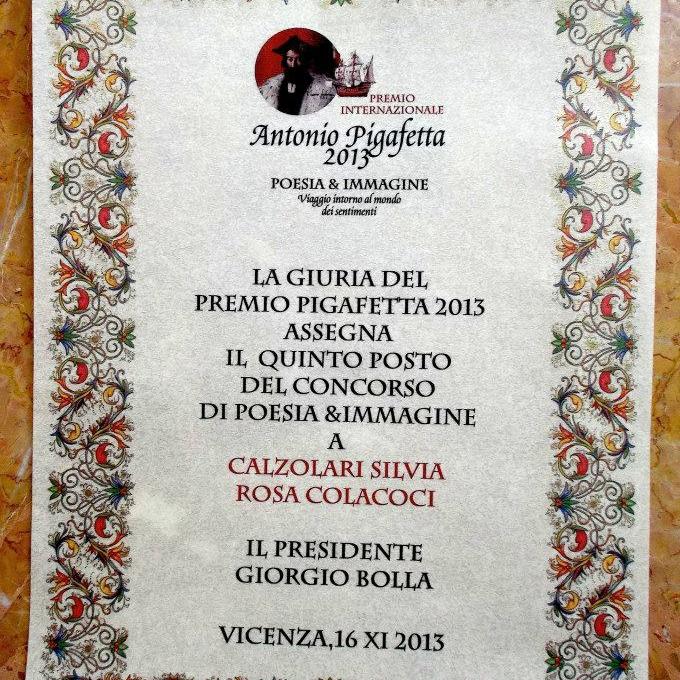 PREMIO
INTERNAZIONALE
Antonio Pigafetta
2013
POESIA & IMMAGINE
Viaggio intorno al mondo
dei sentimenti
LA GIURIA DEL
PREMIO PIGAFETTA 2013
ASSEGNA
IL QUINTO POSTO
DEL CONCORSO
DI POESIA &IMMAGINE
A
CALZOLARI SILVIA
ROSA COLACOCI
IL PRESIDENTE
GIORGIO BOLLA
VICENZA,16 XI 2013